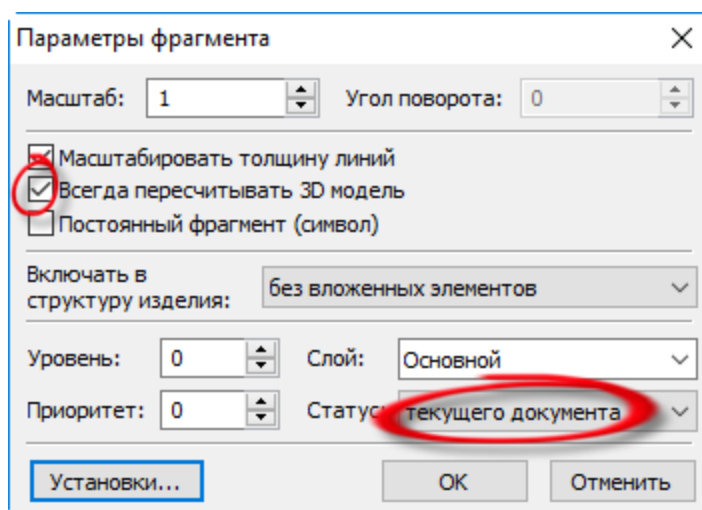 Параметры фрагмента
Масштаб: 1 Угол поворота: 0
Масштабировать толщину линий
Всегда пересчитывать 3D модель
Постоянный фрагмент (символ)
Включать в
структуру изделия: без вложенных элементов
Уровень: 0 Слой: Основной
Приоритет: 0 Статус: текущего документа
Установки... ОК Отменить